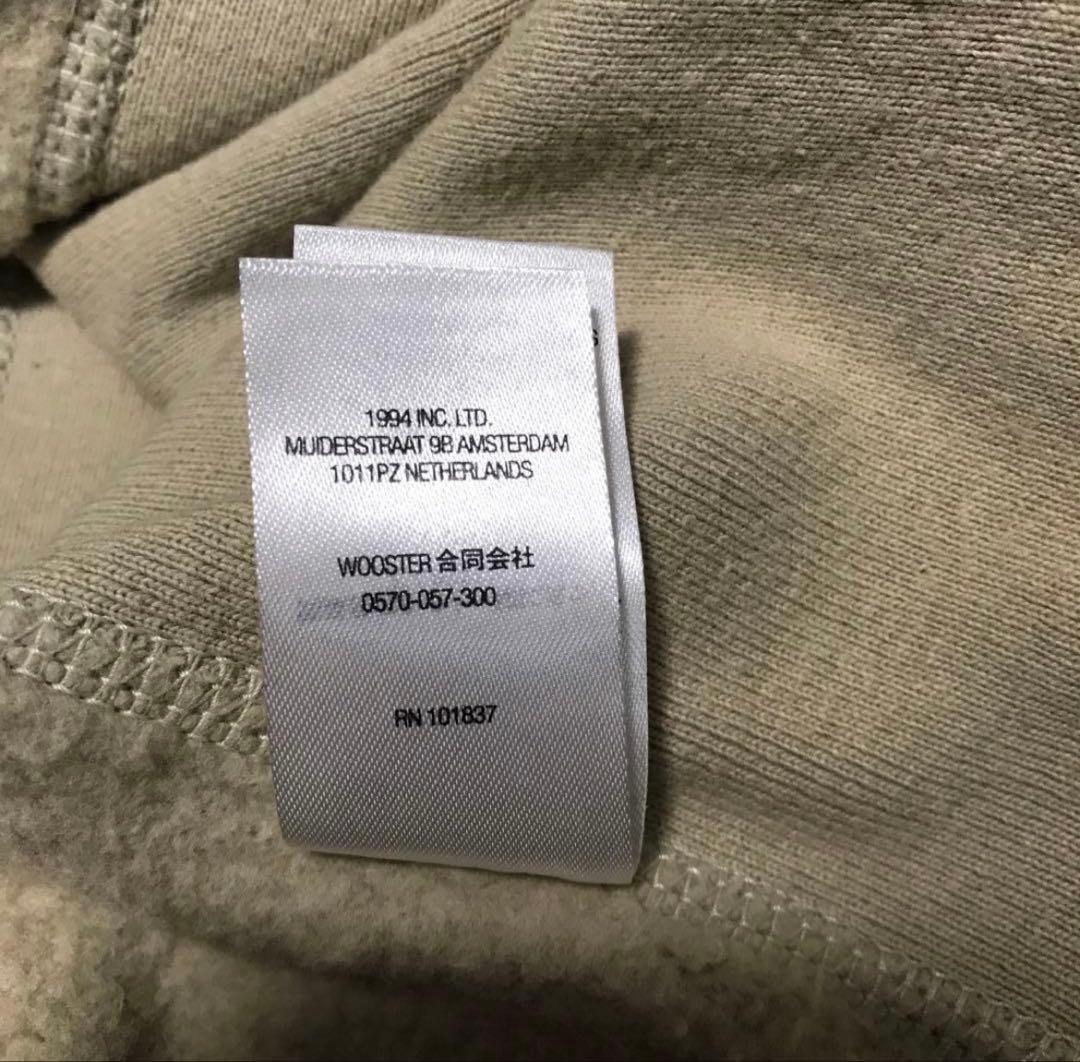 1994 INC. LTD.
MUIDERSTRAAT 9B AMSTERDAM
1011PZ NETHERLANDS
WOOSTER 合同会社
0570-057-300
RN 101837